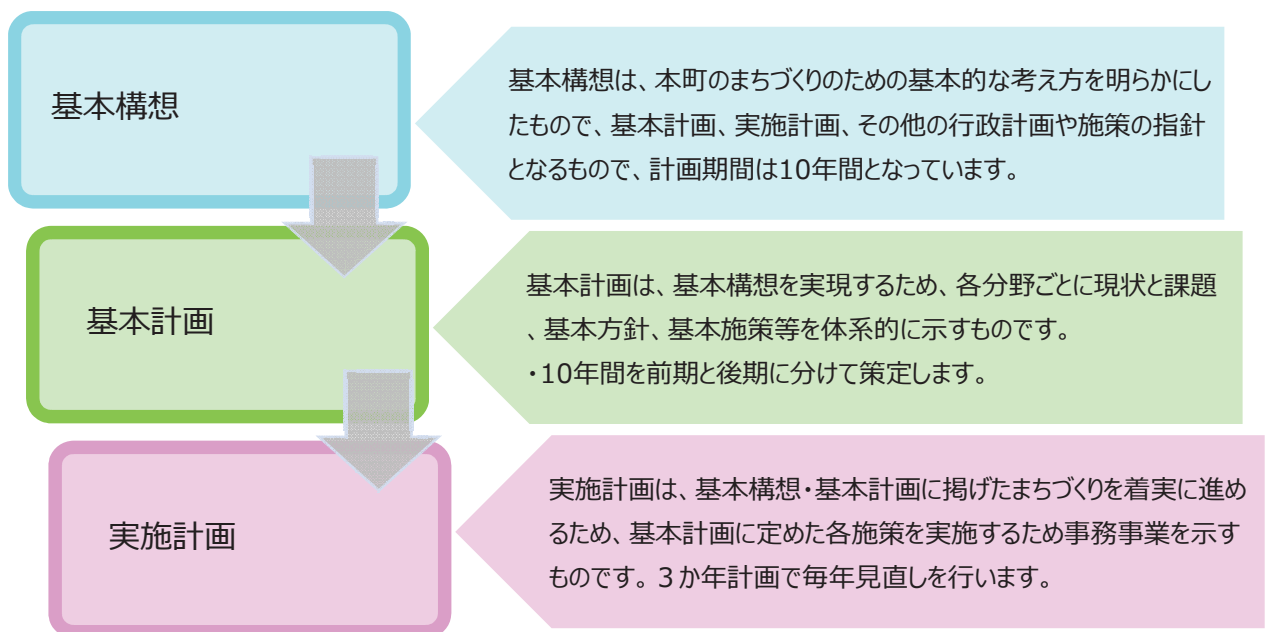 基本構想
基本構想は、本町のまちづくりのための基本的な考え方を明らかにし
たもので、基本計画、実施計画、その他の行政計画や施策の指針
となるもので、計画期間は10年間となっています。
基本計画
基本計画は、基本構想を実現するため、各分野ごとに現状と課題
、基本方針、基本施策等を体系的に示すものです。
・10年間を前期と後期に分けて策定します。
実施計画
実施計画は、基本構想・基本計画に掲げたまちづくりを着実に進め
るため、基本計画に定めた各施策を実施するため事務事業を示す
ものです。３か年計画で毎年見直しを行います。